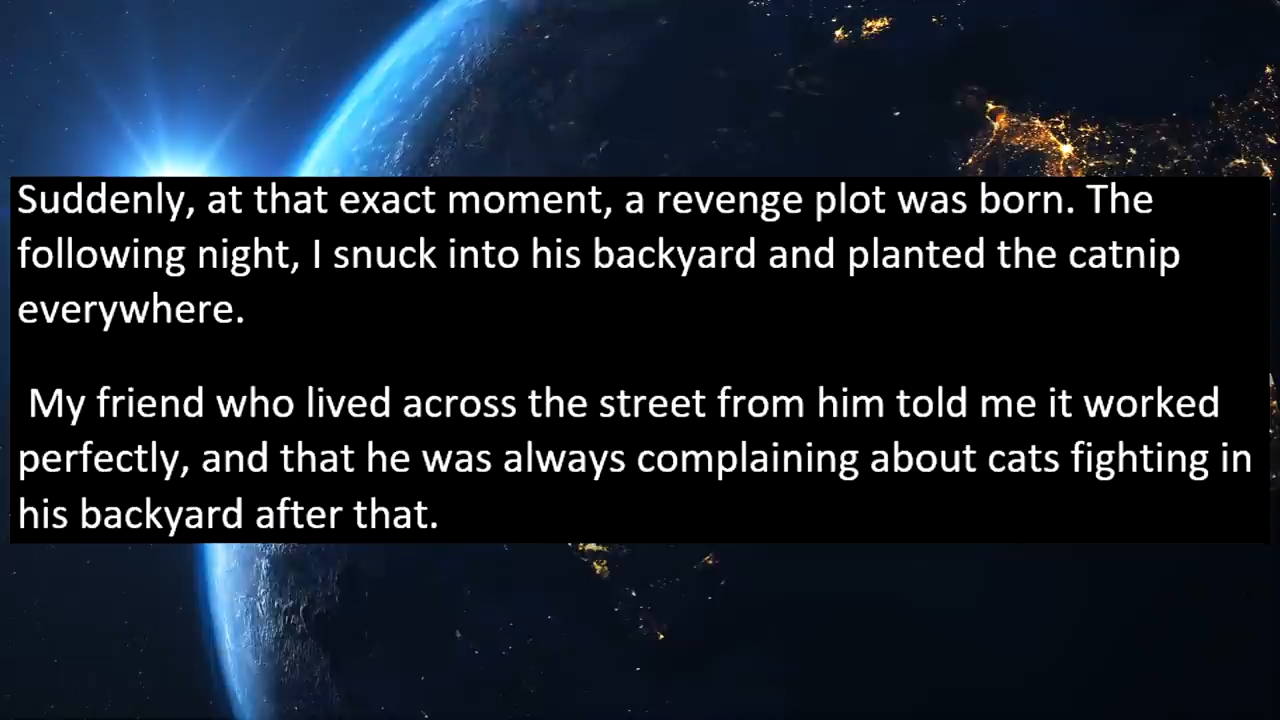 Suddenly, at that exact moment, a revenge plot was born. The
following night, I snuck into his backyard and planted the catnip
everywhere.
My friend who lived across the street from him told me it worked
perfectly, and that he was always complaining about cats fighting in
his backyard after that.